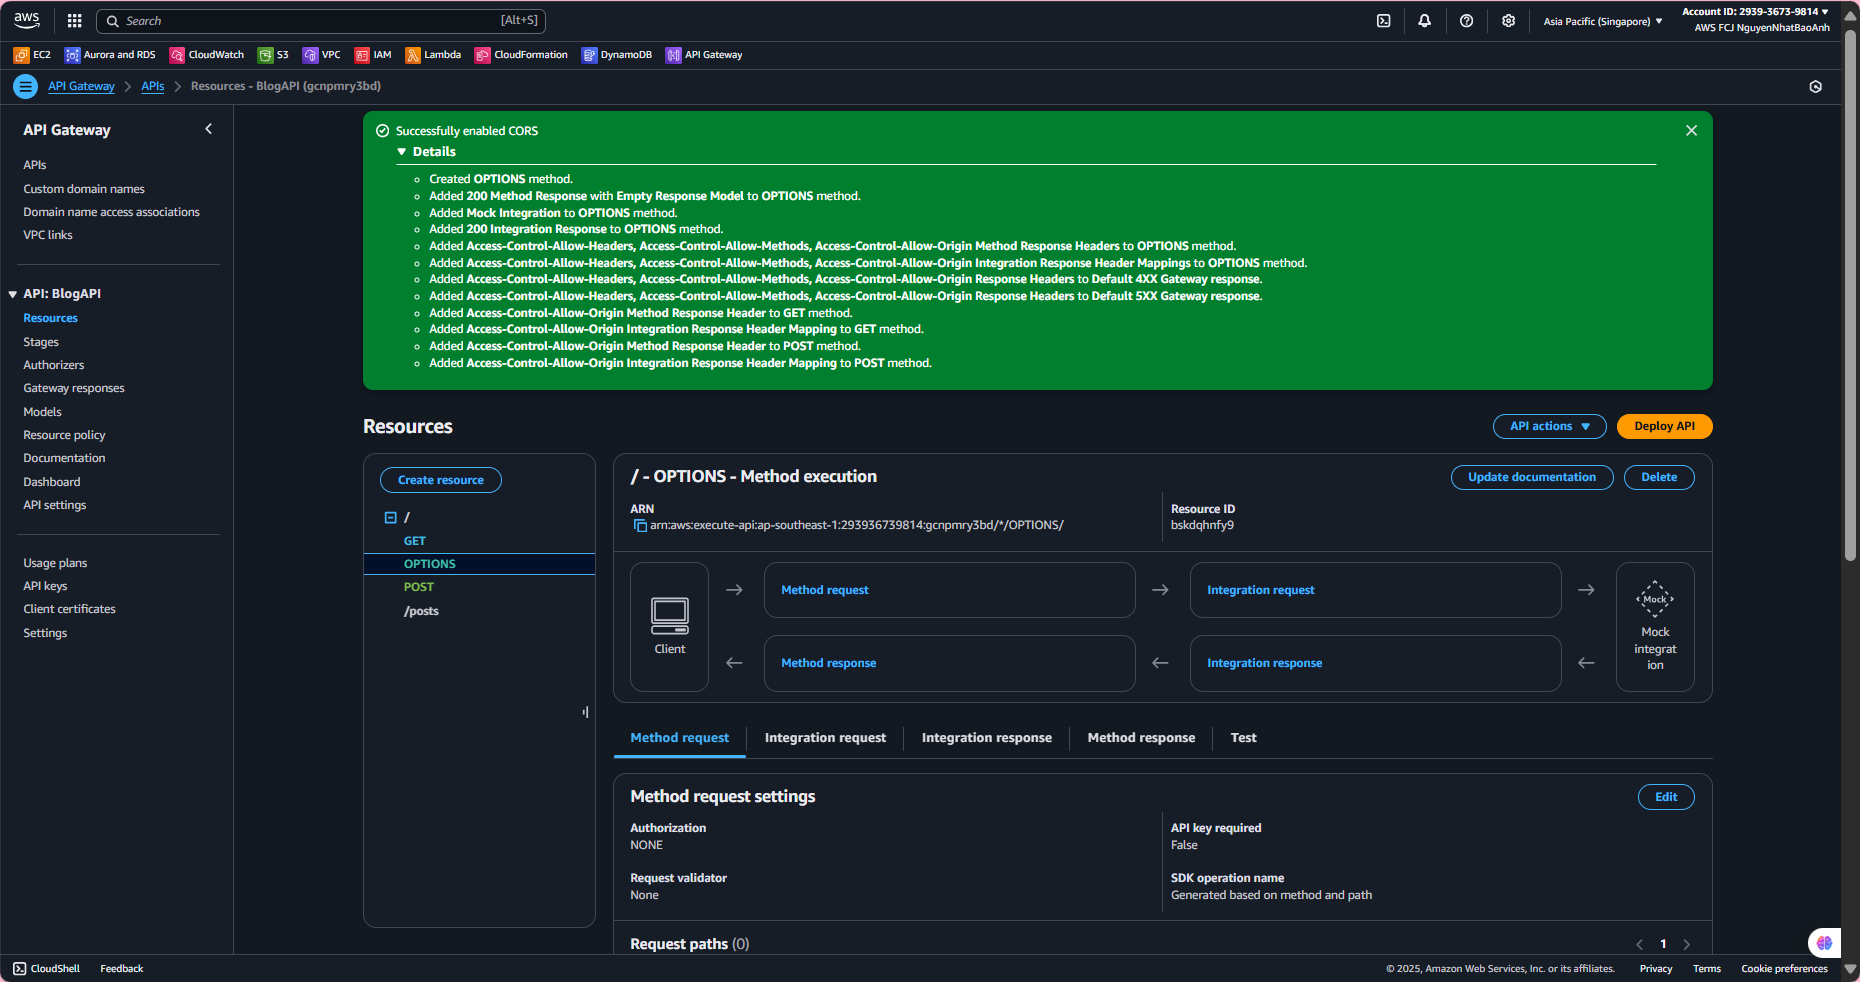 aws
Search
[Alt+S]
Asia Pacific (Singapore)
Account ID: 2939-3673-9814
AWS FCJ NguyenNhatBaoAnh
EC2
Aurora and RDS
CloudWatch
S3
VPC
IAM
Lambda
CloudFormation
DynamoDB
API Gateway
API Gateway
APIs
Resources - BlogAPI (gcnpmry3bd)
API Gateway
APIs
Custom domain names
Domain name access associations
VPC links
API: BlogAPI
Resources
Stages
Authorizers
Gateway responses
Models
Resource policy
Documentation
Dashboard
API settings
Usage plans
API keys
Client certificates
Settings
Successfully enabled CORS
Details
Created OPTIONS method.
Added 200 Method Response with Empty Response Model to OPTIONS method.
Added Mock Integration to OPTIONS method.
Added 200 Integration Response to OPTIONS method.
Added Access-Control-Allow-Headers, Access-Control-Allow-Methods, Access-Control-Allow-Origin Method Response Headers to OPTIONS method.
Added Access-Control-Allow-Headers, Access-Control-Allow-Methods, Access-Control-Allow-Origin Integration Response Header Mappings to OPTIONS method.
Added Access-Control-Allow-Headers, Access-Control-Allow-Methods, Access-Control-Allow-Origin Response Headers to Default 4XX Gateway response.
Added Access-Control-Allow-Headers, Access-Control-Allow-Methods, Access-Control-Allow-Origin Response Headers to Default 5XX Gateway response.
Added Access-Control-Allow-Origin Method Response Header to GET method.
Added Access-Control-Allow-Origin Integration Response Header Mapping to GET method.
Added Access-Control-Allow-Origin Method Response Header to POST method.
Added Access-Control-Allow-Origin Integration Response Header Mapping to POST method.
Resources
API actions
Deploy API
Create resource
/
GET
OPTIONS
POST
/posts
/ - OPTIONS - Method execution
Update documentation
Delete
ARN
arn:aws:execute-api:ap-southeast-1:293936739814:gcnpmry3bd/*/OPTIONS/
Resource ID
bskdqhnfy9
Client
Method request
Integration request
Method response
Integration response
Mock
Mock
integrat
ion
Method request
Integration request
Integration response
Method response
Test
Method request settings
Edit
Authorization
NONE
API key required
False
Request validator
None
SDK operation name
Generated based on method and path
Request paths (0)
1
CloudShell
Feedback
© 2025, Amazon Web Services, Inc. or its affiliates.
Privacy
Terms
Cookie preferences